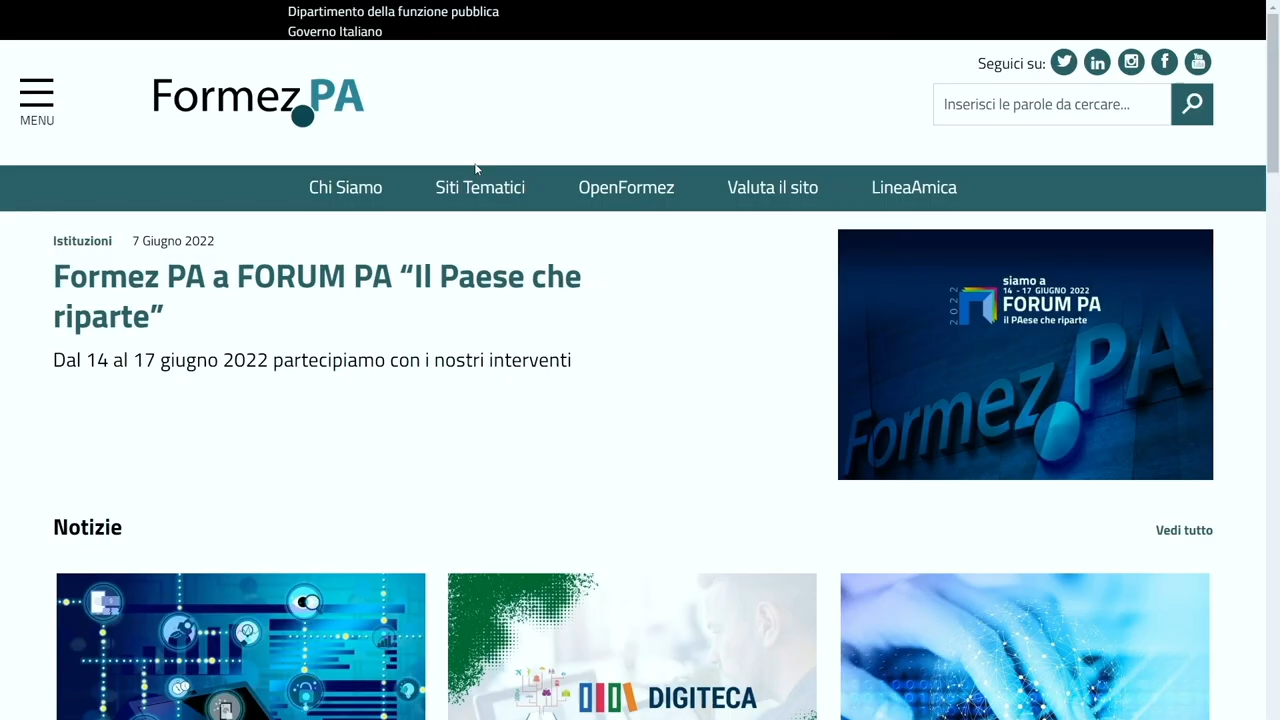 Dipartimento della funzione pubblica
Governo Italiano
Seguici su:
MENU
Formez PA
Inserisci le parole da cercare...
Chi Siamo
Siti Tematici
OpenFormez
Valuta il sito
LineaAmica
Istituzioni 7 Giugno 2022
Formez PA a FORUM PA “Il Paese che
riparte”
Dal 14 al 17 giugno 2022 partecipiamo con i nostri interventi
2022
siamo a
14 - 17 GIUGNO 2022
FORUM PA
il PAese che riparte
Formez PA
Notizie
Vedi tutto
DIGITECA